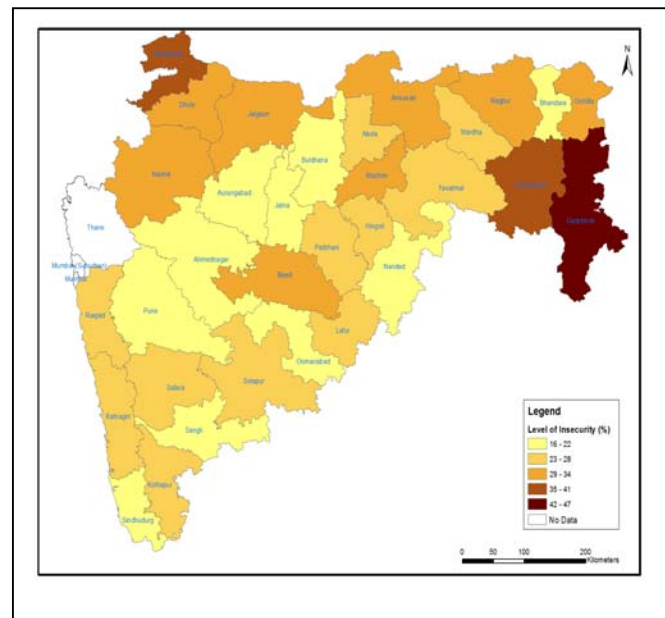 N
Dhule
Jalgaon
Amravati
Nagpur
Bhandara
Gondia
Akola
Wardha
Buldhana
Nashik
Washim
Yavatmal
Aurangabad
Jalna
Gadchiroli
Thane
Parbhani
Hingoli
Ahmednagar
Nanded
Mumbai(Suburban)
Mumbai
Beed
Raigad
Pune
Latur
Osmanabad
Satara
Solapur
Ratnagiri
Sangli
Kolhapur
Sindhudurg
Legend
Level of Insecurity (%)
16 - 22
23 - 28
29 - 34
35 - 41
42 - 47
No Data
0 50 100 200
Kilometers